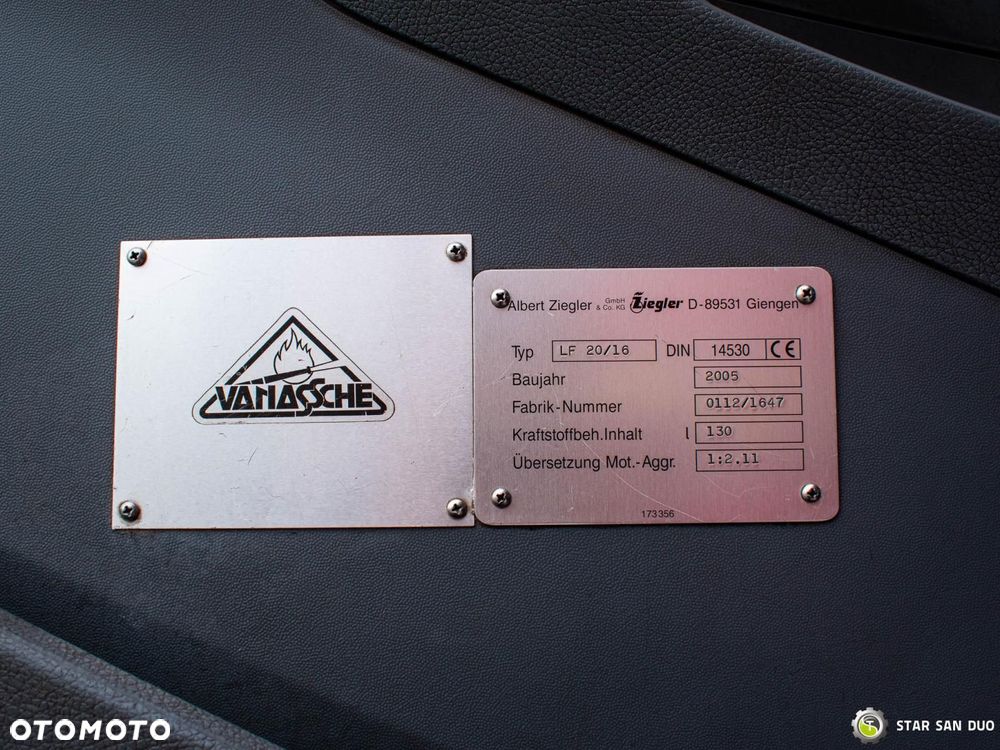 VANASSCHE
Albert Ziegler GmbH & Co. KG Ziegler D-89531 Giengen
Typ LF 20/16 DIN 14530 CE
Baujahr 2005
Fabrik-Nummer 0112/1647
Kraftstoffbeh.Inhalt l 130
Übersetzung Mot.-Aggr. 1:2.11
173356
OTOMOTO
STAR SAN DUO